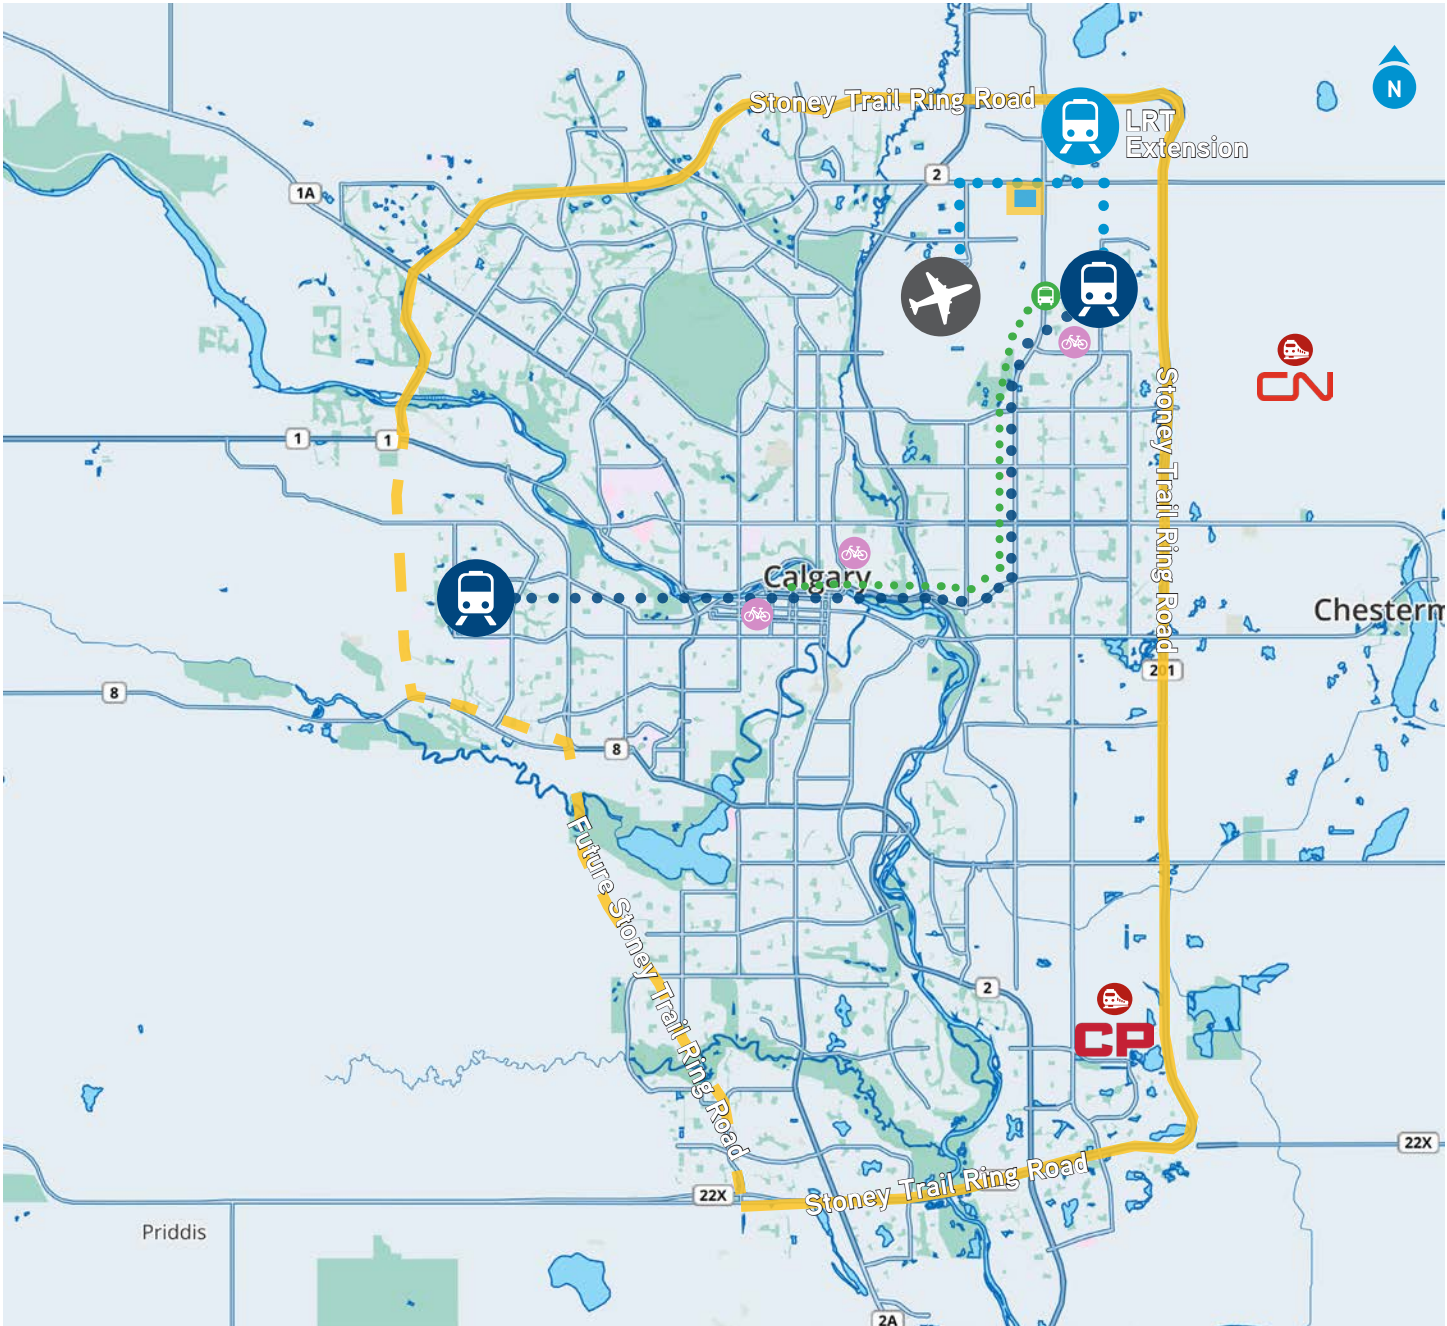 Stoney Trail Ring Road
LRT
Extension
N
2
1A
CN
Stoney Trail Ring Road
1
1
Calgary
Chesterm
201
8
8
Future Stoney Trail Ring Road
2
CP
22X
22X
Stoney Trail Ring Road
Priddis
2A